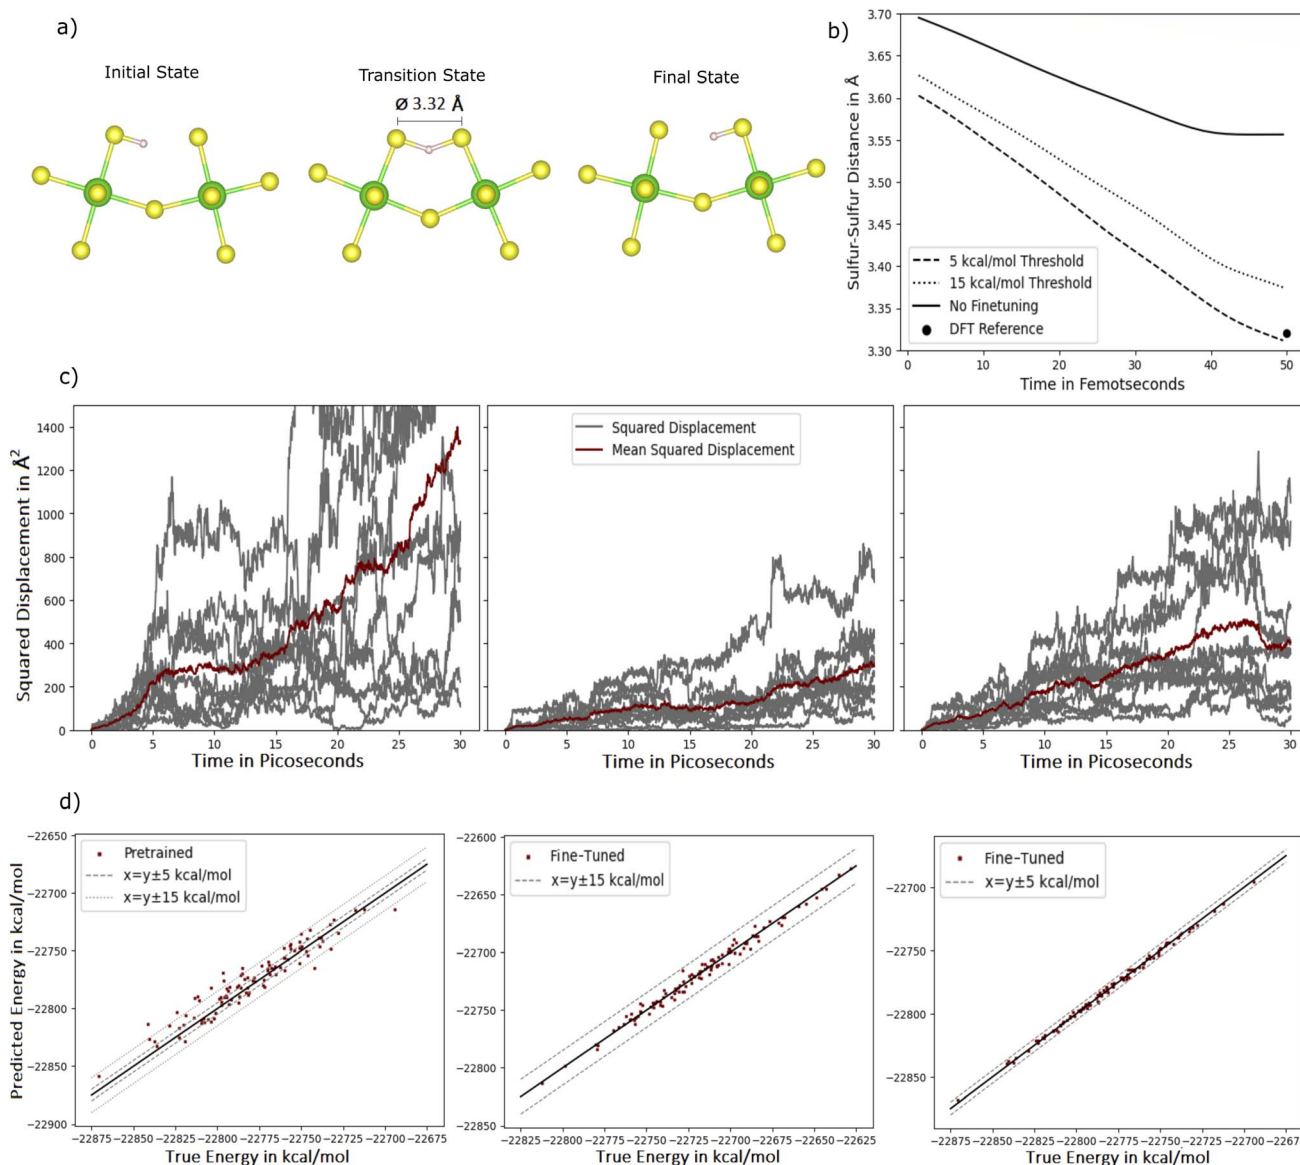 a)
Initial State
Transition State
Final State
Ø 3.32 Å
b)
Sulfur-Sulfur Distance in Å
3.70
3.65
3.60
3.55
3.50
3.45
3.40
3.35
3.30
5 kcal/mol Threshold
15 kcal/mol Threshold
No Finetuning
DFT Reference
0 10 20 30 40 50
Time in Femotseconds
c)
Squared Displacement in Å²
1400
1200
1000
800
600
400
200
0
0 5 10 15 20 25 30
Time in Picoseconds
Squared Displacement
Mean Squared Displacement
0 5 10 15 20 25 30
Time in Picoseconds
0 5 10 15 20 25 30
Time in Picoseconds
d)
Predicted Energy in kcal/mol
−22650
−22700
−22750
−22800
−22850
−22900
Pretrained
x=y±5 kcal/mol
x=y±15 kcal/mol
−22875 −22850 −22825 −22800 −22775 −22750 −22725 −22700 −22675
True Energy in kcal/mol
−22600
−22650
−22700
−22750
−22800
−22850
Fine-Tuned
x=y±15 kcal/mol
−22825 −22800 −22775 −22750 −22725 −22700 −22675 −22650 −22625
True Energy in kcal/mol
−22700
−22750
−22800
−22850
Fine-Tuned
x=y±5 kcal/mol
−22875 −22850 −22825 −22800 −22775 −22750 −22725 −22700 −2267
True Energy in kcal/mol